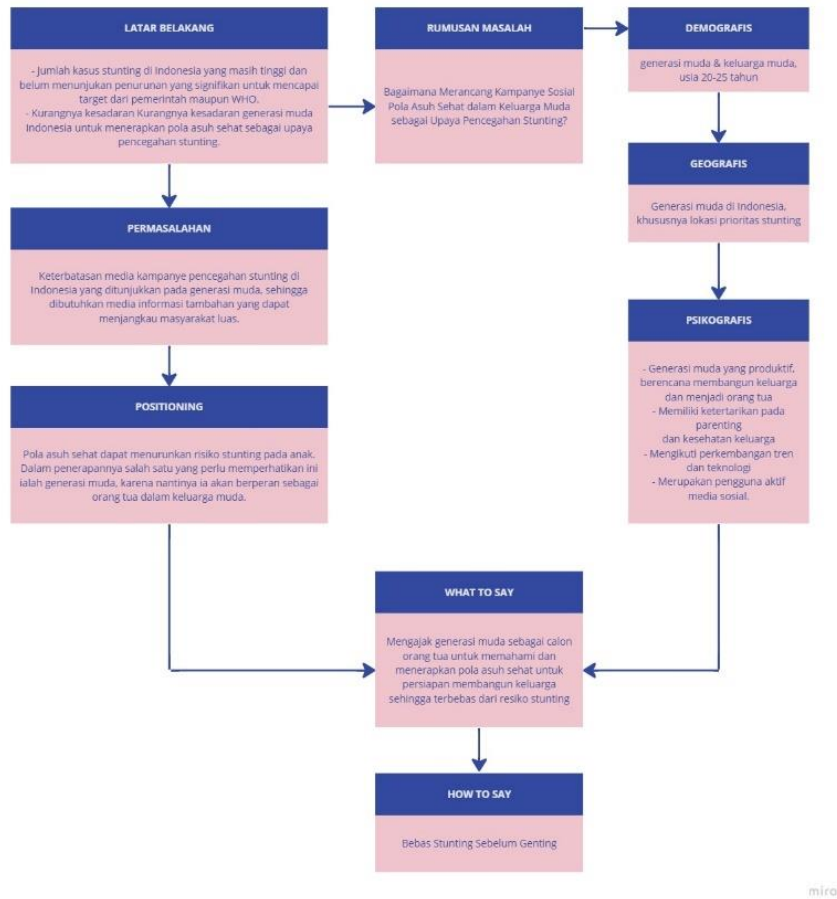 LATAR BELAKANG
- Jumlah kasus stunting di Indonesia yang masih tinggi dan
belum menunjukan penurunan yang signifikan untuk mencapai
target dari pemerintah maupun WHO.
- Kurangnya kesadaran Kurangnya kesadaran generasi muda
Indonesia untuk menerapkan pola asuh sehat sebagai upaya
pencegahan stunting.
RUMUSAN MASALAH
Bagaimana Merancang Kampanye Sosial
Pola Asuh Sehat dalam Keluarga Muda
sebagai Upaya Pencegahan Stunting?
DEMOGRAFIS
generasi muda & keluarga muda,
usia 20-25 tahun
GEOGRAFIS
Generasi muda di Indonesia,
khususnya lokasi prioritas stunting
PERMASALAHAN
Keterbatasan media kampanye pencegahan stunting di
Indonesia yang ditunjukkan pada generasi muda, sehingga
dibutuhkan media informasi tambahan yang dapat
menjangkau masyarakat luas.
PSIKOGRAFIS
- Generasi muda yang produktif,
berencana membangun keluarga
dan menjadi orang tua
- Memiliki ketertarikan pada
parenting
dan kesehatan keluarga
- Mengikuti perkembangan tren
dan teknologi
- Merupakan pengguna aktif
media sosial.
POSITIONING
Pola asuh sehat dapat menurunkan risiko stunting pada anak.
Dalam penerapannya salah satu yang perlu memperhatikan ini
ialah generasi muda, karena nantinya ia akan berperan sebagai
orang tua dalam keluarga muda.
WHAT TO SAY
Mengajak generasi muda sebagai calon
orang tua untuk memahami dan
menerapkan pola asuh sehat untuk
persiapan membangun keluarga
sehingga terbebas dari resiko stunting
HOW TO SAY
Bebas Stunting Sebelum Genting
miro